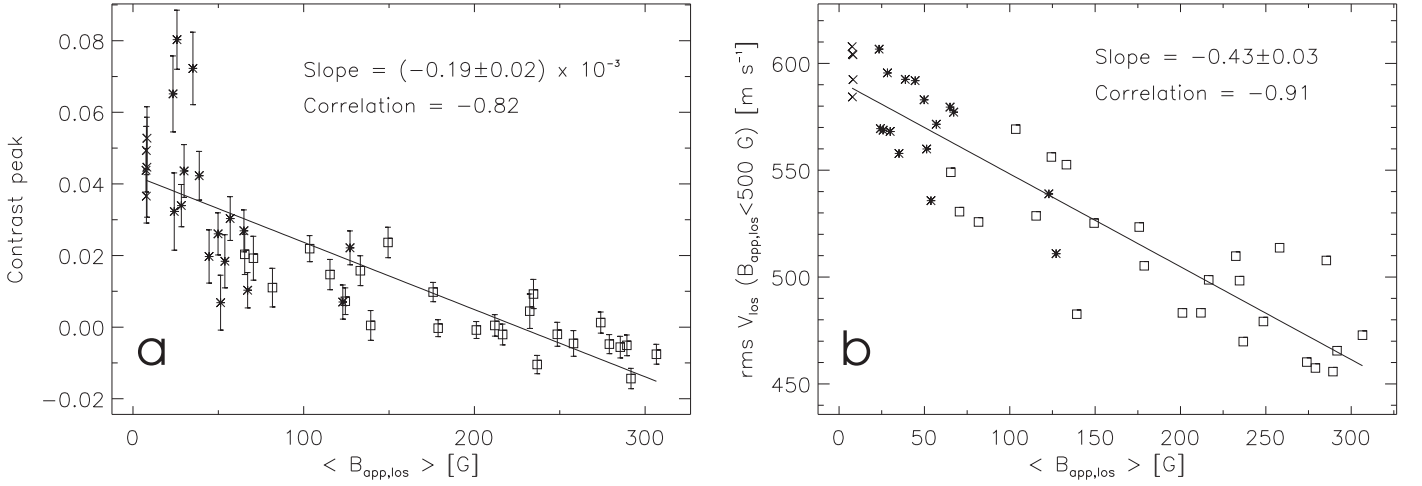 Slope = (−0.19±0.02) x 10⁻³
Correlation = −0.82
0.08
0.06
0.04
0.02
0.00
−0.02
Contrast peak
a
0 100 200 300
< B_app,los > [G]
Slope = −0.43±0.03
Correlation = −0.91
600
550
500
450
rms V_los (B_app,los<500 G) [m s⁻¹]
b
0 50 100 150 200 250 300
< B_app,los > [G]